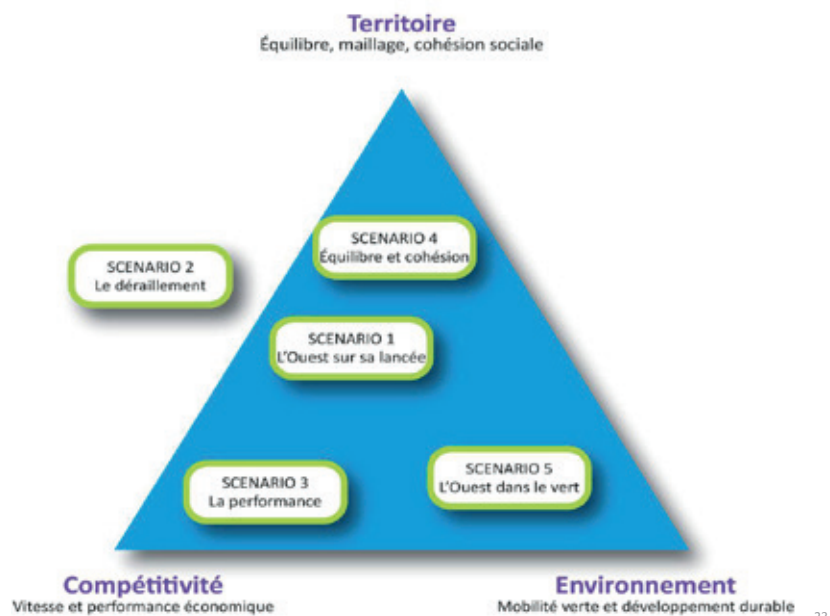 Territoire
Équilibre, maillage, cohésion sociale
SCENARIO 4
Équilibre et cohésion
SCENARIO 2
Le déraillement
SCENARIO 1
L'Ouest sur sa lancée
SCENARIO 3
La performance
SCENARIO 5
L'Ouest dans le vert
Compétitivité
Vitesse et performance économique
Environnement
Mobilité verte et développement durable